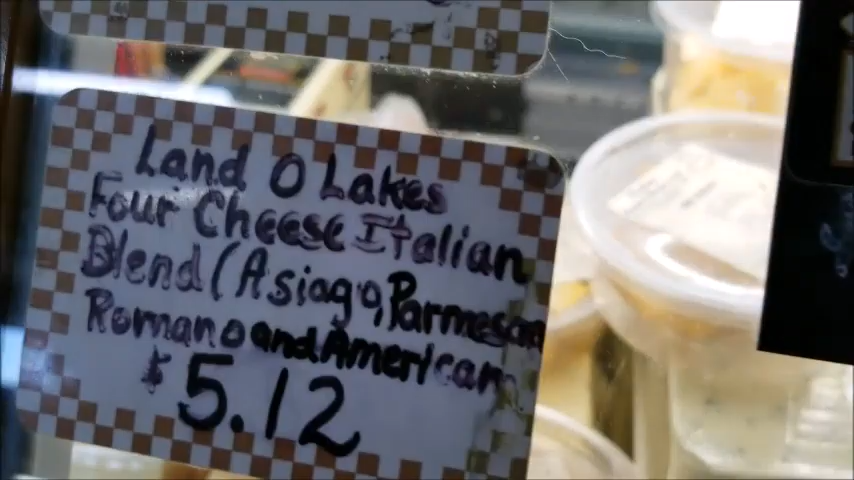 Land O Lakes
Four Cheese Italian
Blend (Asiago, Parmesan
Romano and American
$5.12